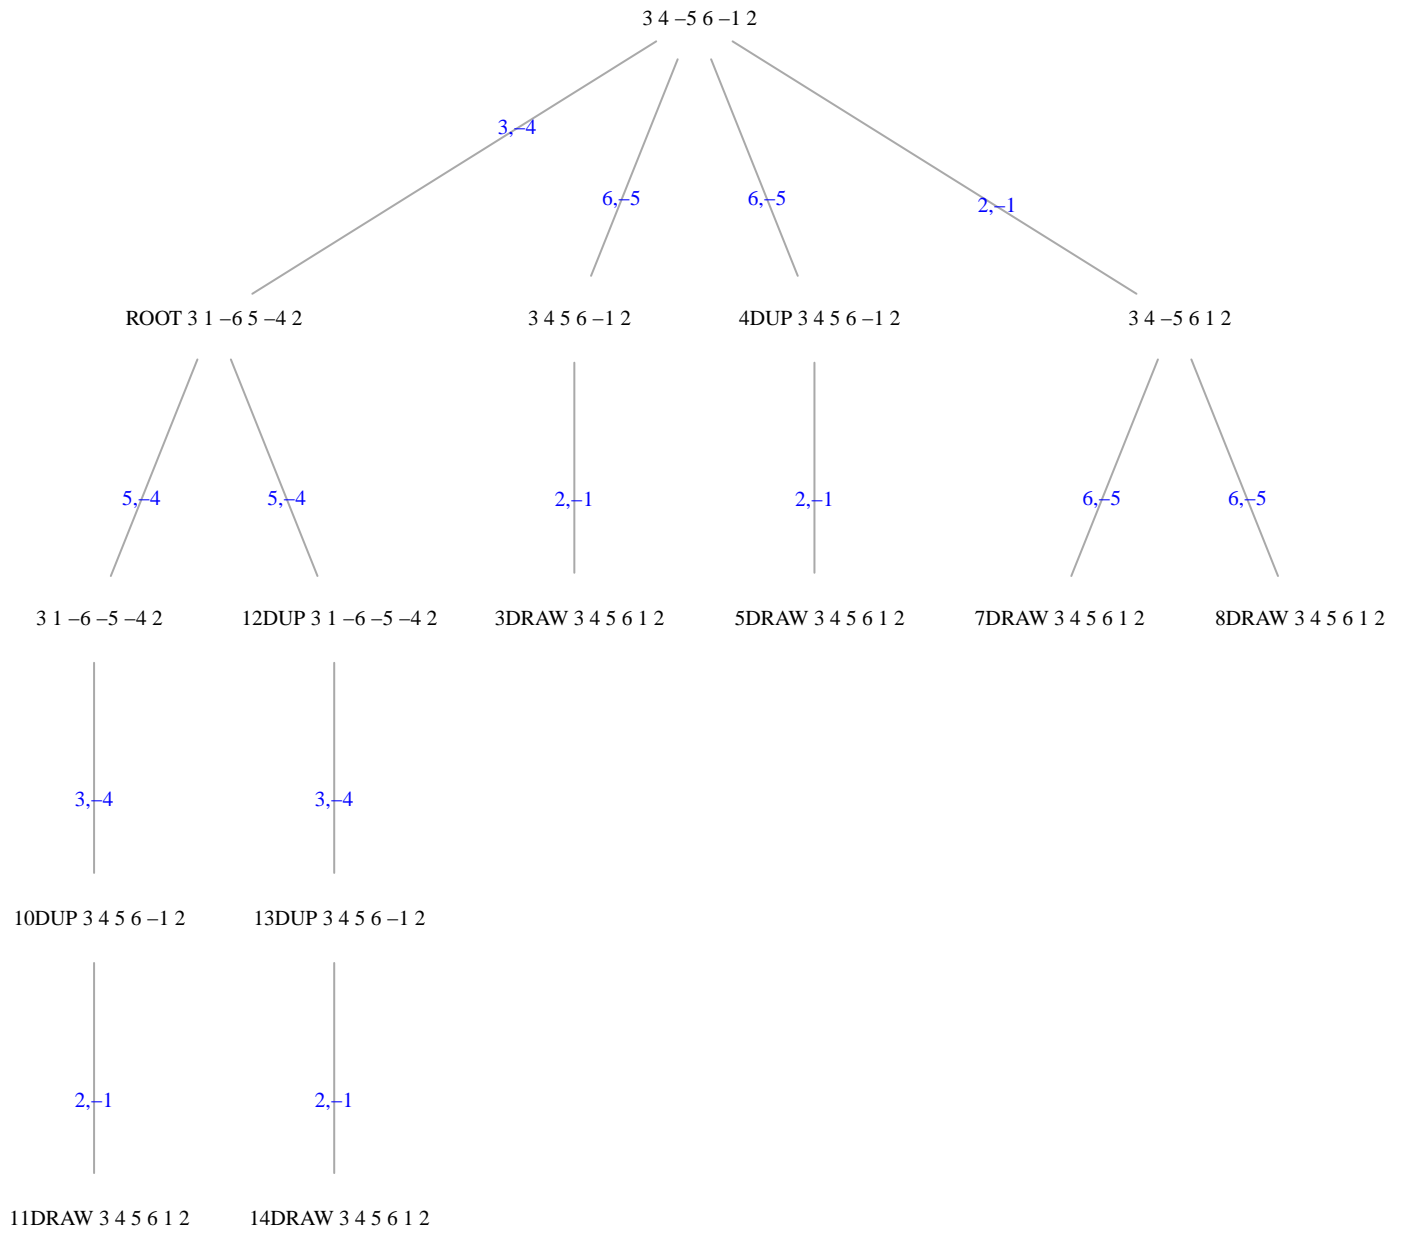 3 4 –5 6 –1 2
3,–4
6,–5
6,–5
2,–1
ROOT 3 1 –6 5 –4 2
3 4 5 6 –1 2
4DUP 3 4 5 6 –1 2
3 4 –5 6 1 2
5,–4
5,–4
2,–1
2,–1
6,–5
6,–5
3 1 –6 –5 –4 2
12DUP 3 1 –6 –5 –4 2
3DRAW 3 4 5 6 1 2
5DRAW 3 4 5 6 1 2
7DRAW 3 4 5 6 1 2
8DRAW 3 4 5 6 1 2
3,–4
3,–4
10DUP 3 4 5 6 –1 2
13DUP 3 4 5 6 –1 2
2,–1
2,–1
11DRAW 3 4 5 6 1 2
14DRAW 3 4 5 6 1 2